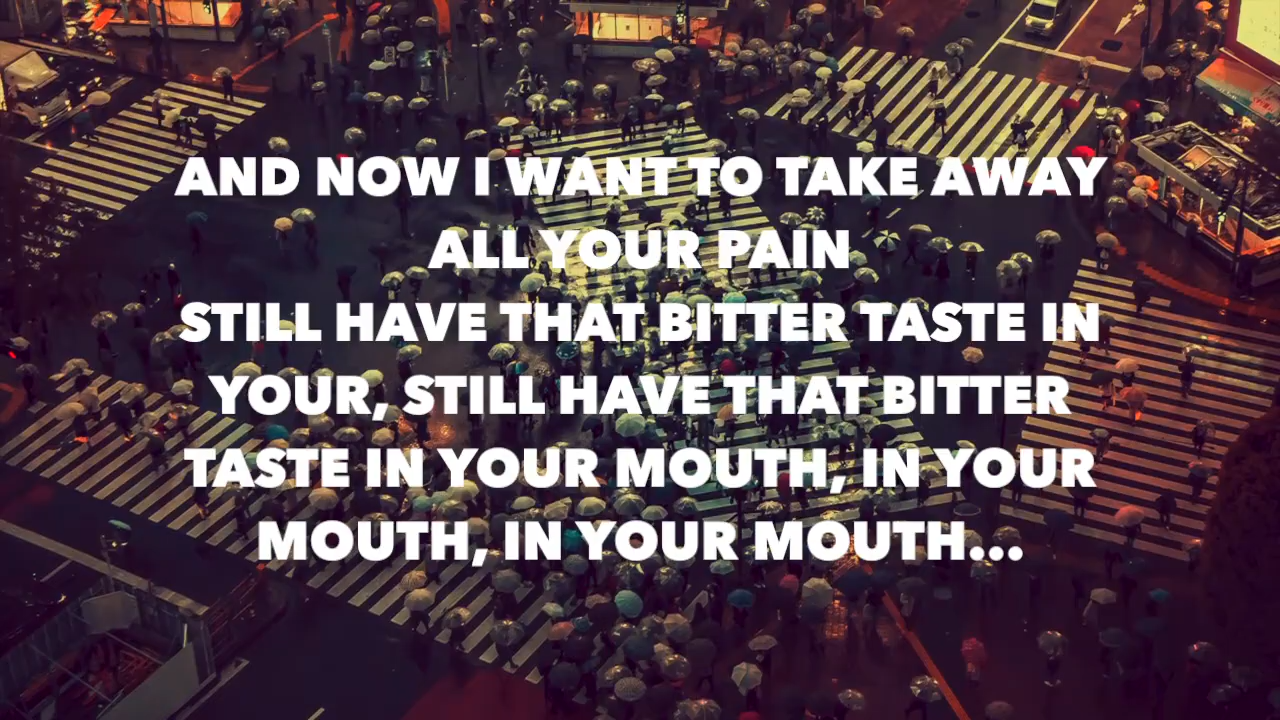 AND NOW I WANT TO TAKE AWAY
ALL YOUR PAIN
STILL HAVE THAT BITTER TASTE IN
YOUR, STILL HAVE THAT BITTER
TASTE IN YOUR MOUTH, IN YOUR
MOUTH, IN YOUR MOUTH...